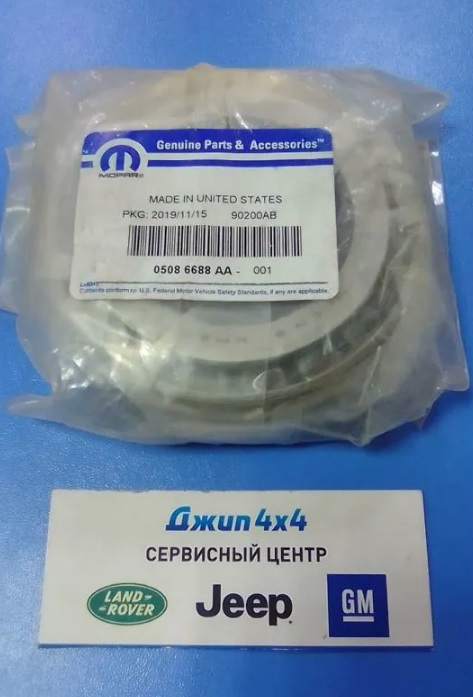 Genuine Parts & Accessories™
MOPAR®
MADE IN UNITED STATES
PKG: 2019/11/15 90200AB
0508 6688 AA - 001
Contents conform to U.S. Federal Motor Vehicle Safety Standards, if any are applicable.
Джип 4x4
СЕРВИСНЫЙ ЦЕНТР
LAND-
-ROVER
Jeep
GM